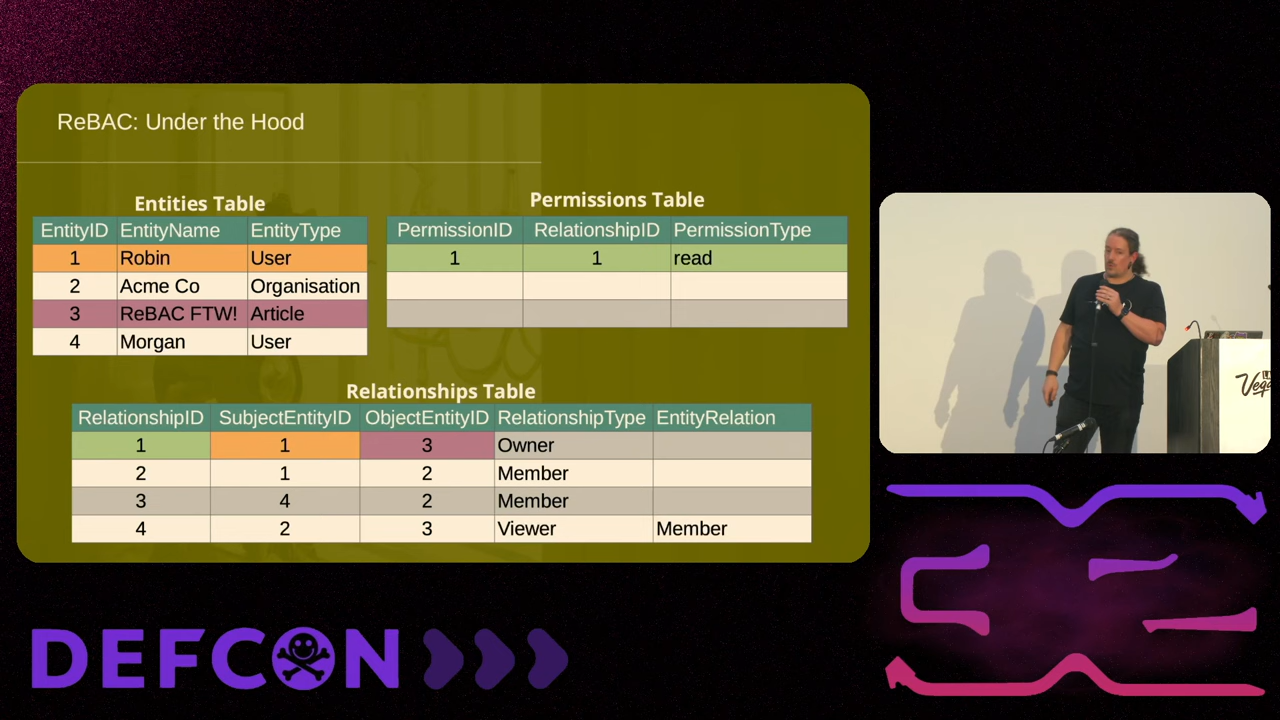 ReBAC: Under the Hood
Entities Table
EntityID EntityName EntityType
1 Robin User
2 Acme Co Organisation
3 ReBAC FTW! Article
4 Morgan User
Permissions Table
PermissionID RelationshipID PermissionType
1 1 read
Relationships Table
RelationshipID SubjectEntityID ObjectEntityID RelationshipType EntityRelation
1 1 3 Owner
2 1 2 Member
3 4 2 Member
4 2 3 Viewer Member
DEFCON